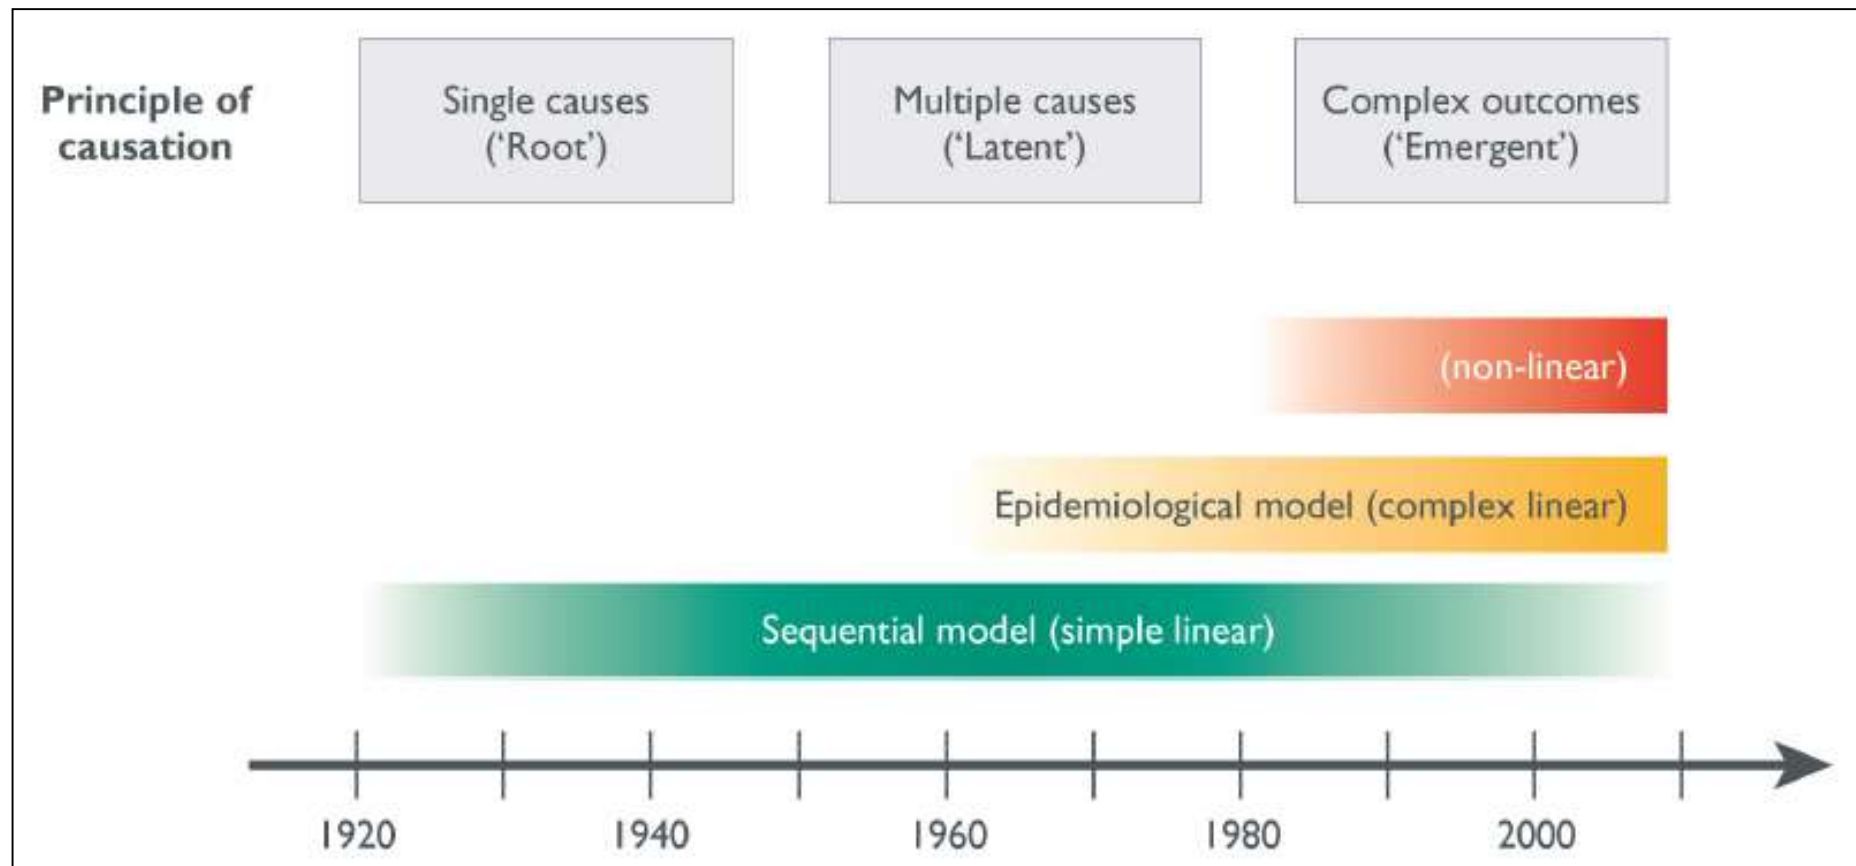 Principle of
causation
Single causes
(‘Root’)
Multiple causes
(‘Latent’)
Complex outcomes
(‘Emergent’)
(non-linear)
Epidemiological model (complex linear)
Sequential model (simple linear)
1920
1940
1960
1980
2000